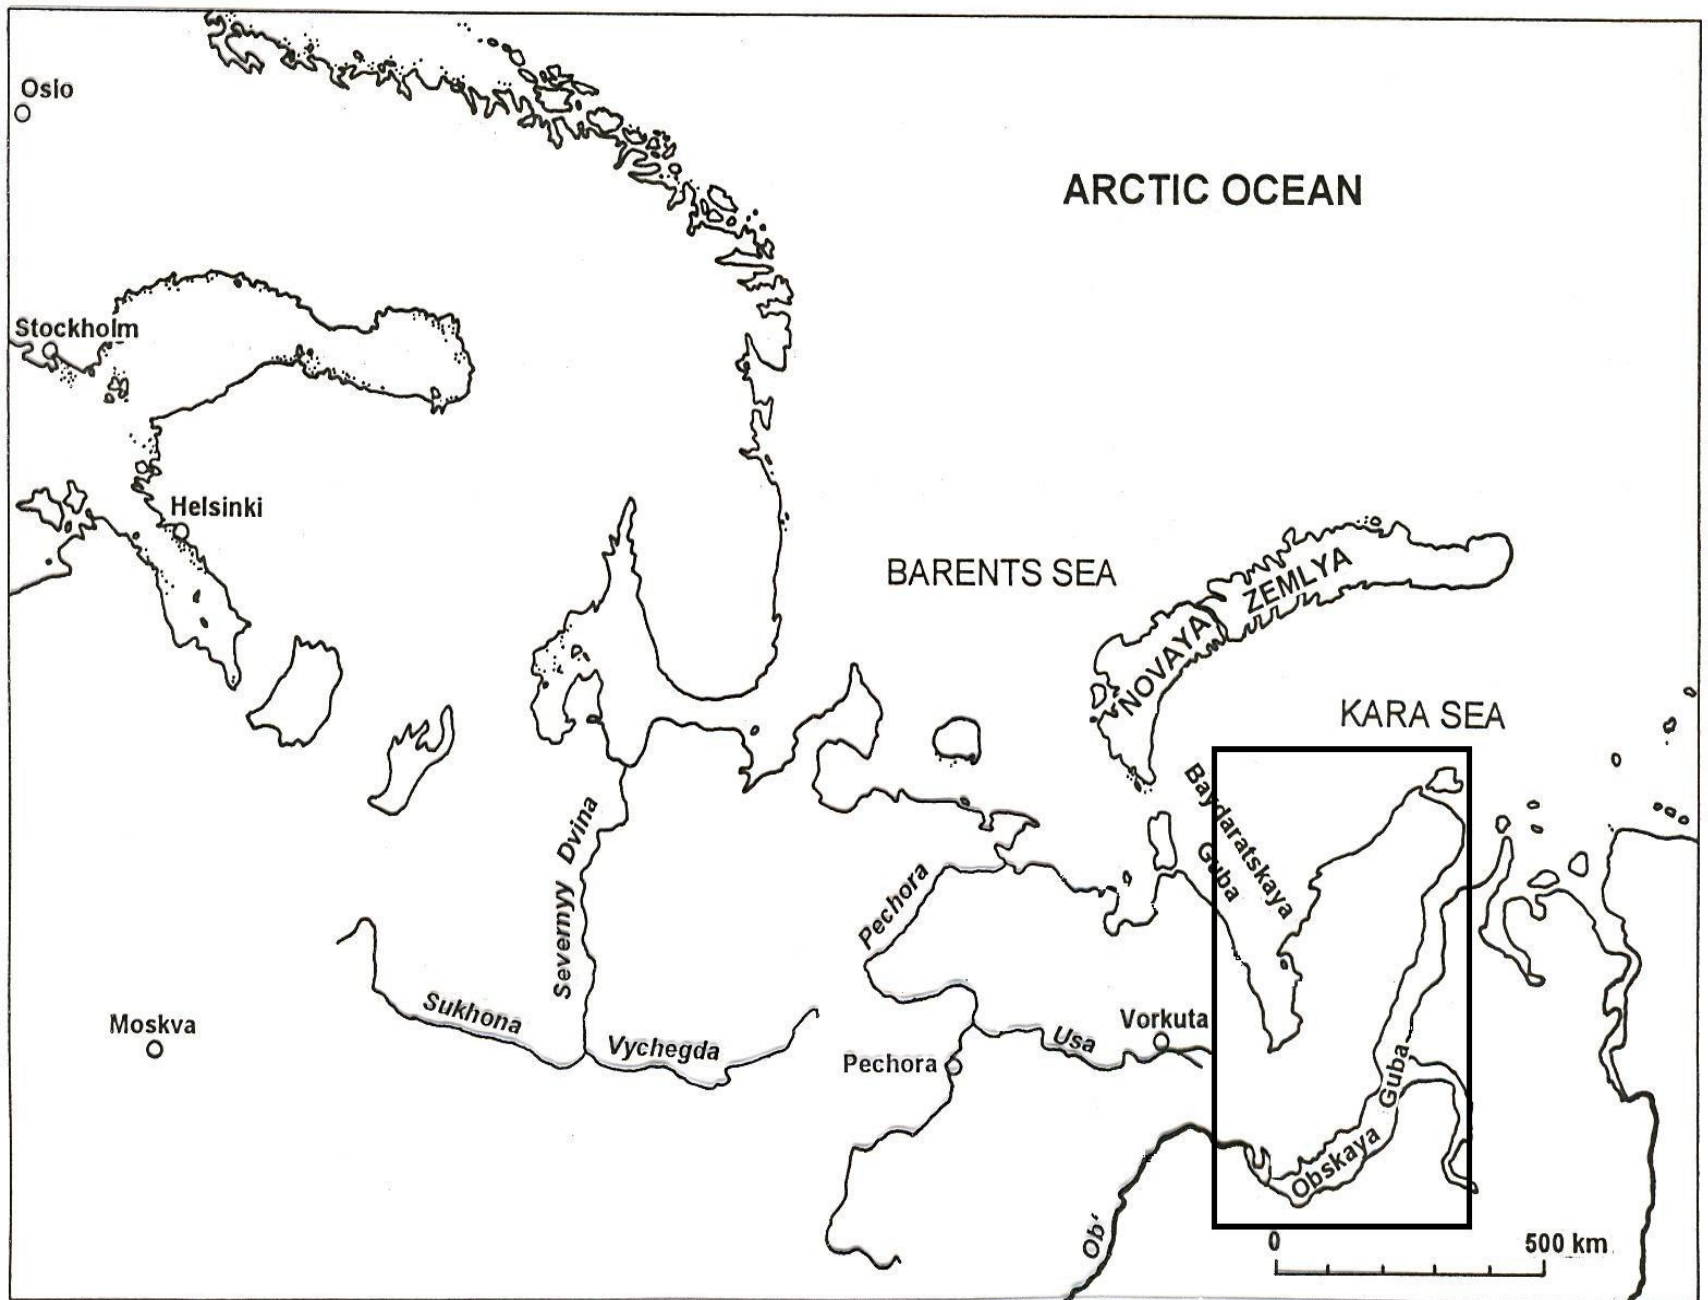 Oslo
ARCTIC OCEAN
Stockholm
Helsinki
BARENTS SEA
NOVAYA ZEMLYA
KARA SEA
Baydaratskaya
Guba
Severnyy Dvina
Pechora
Sukhona
Moskva
Vychegda
Usa
Vorkuta
Pechora
Obskaya Guba
Ob'
0 500 km